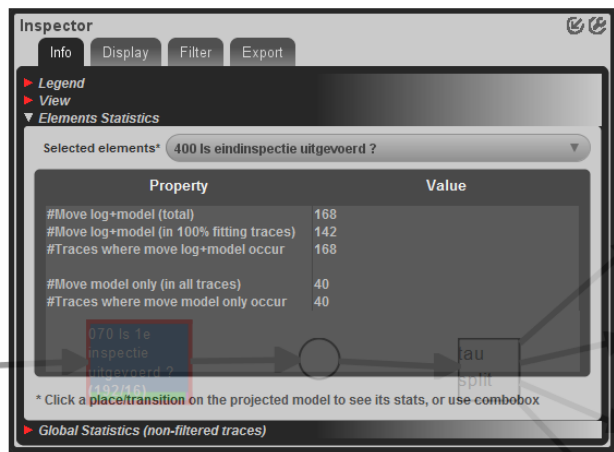 Inspector
Info Display Filter Export
Legend
View
Elements Statistics
Selected elements* 400 Is eindinspectie uitgevoerd ?
Property Value
#Move log+model (total) 168
#Move log+model (in 100% fitting traces) 142
#Traces where move log+model occur 168
#Move model only (in all traces) 40
#Traces where move model only occur 40
070 Is 1e
inspectie
uitgevoerd ?
(192/16)
tau
split
* Click a place/transition on the projected model to see its stats, or use combobox
Global Statistics (non-filtered traces)